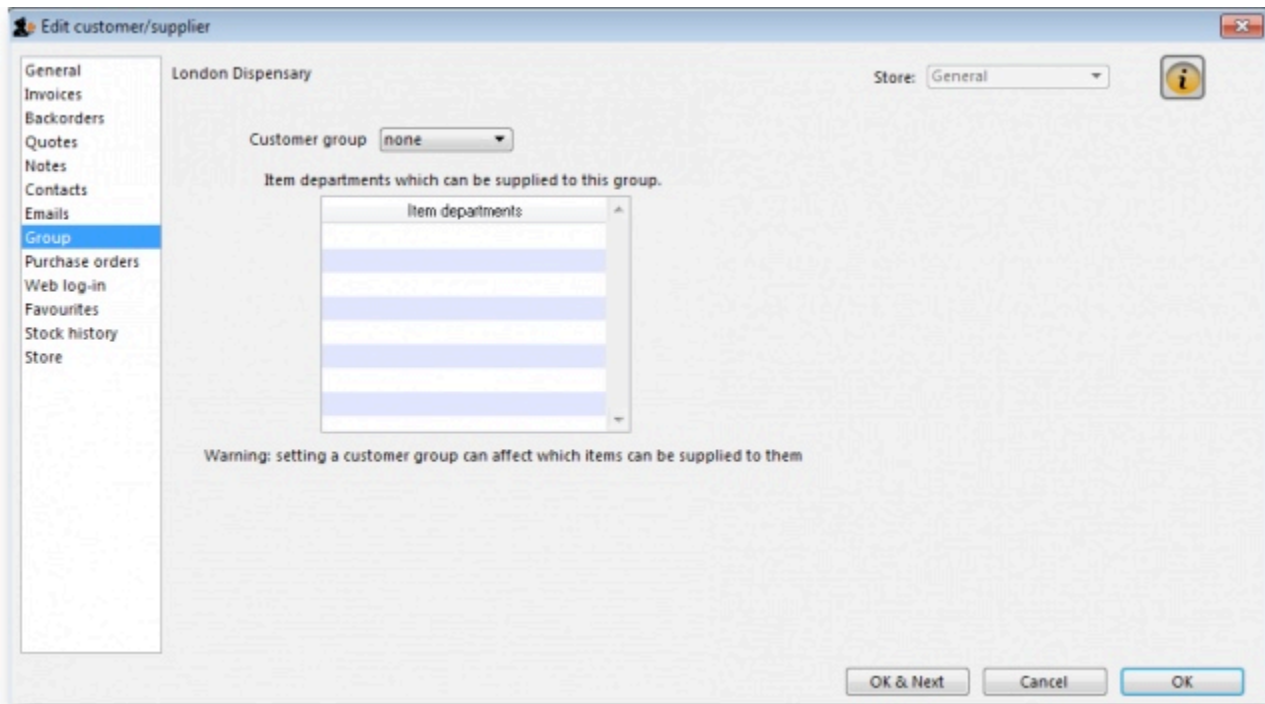 Edit customer/supplier
General
Invoices
Backorders
Quotes
Notes
Contacts
Emails
Group
Purchase orders
Web log-in
Favourites
Stock history
Store
London Dispensary
Store: General
Customer group none
Item departments which can be supplied to this group.
Item departments
Warning: setting a customer group can affect which items can be supplied to them
OK & Next Cancel OK